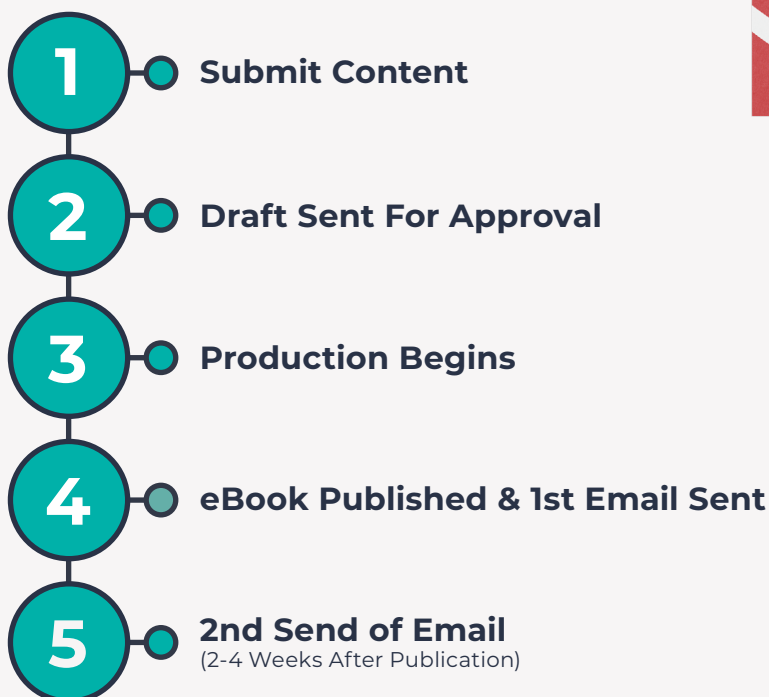 1
Submit Content
2
Draft Sent For Approval
3
Production Begins
4
eBook Published & 1st Email Sent
5
2nd Send of Email
(2-4 Weeks After Publication)